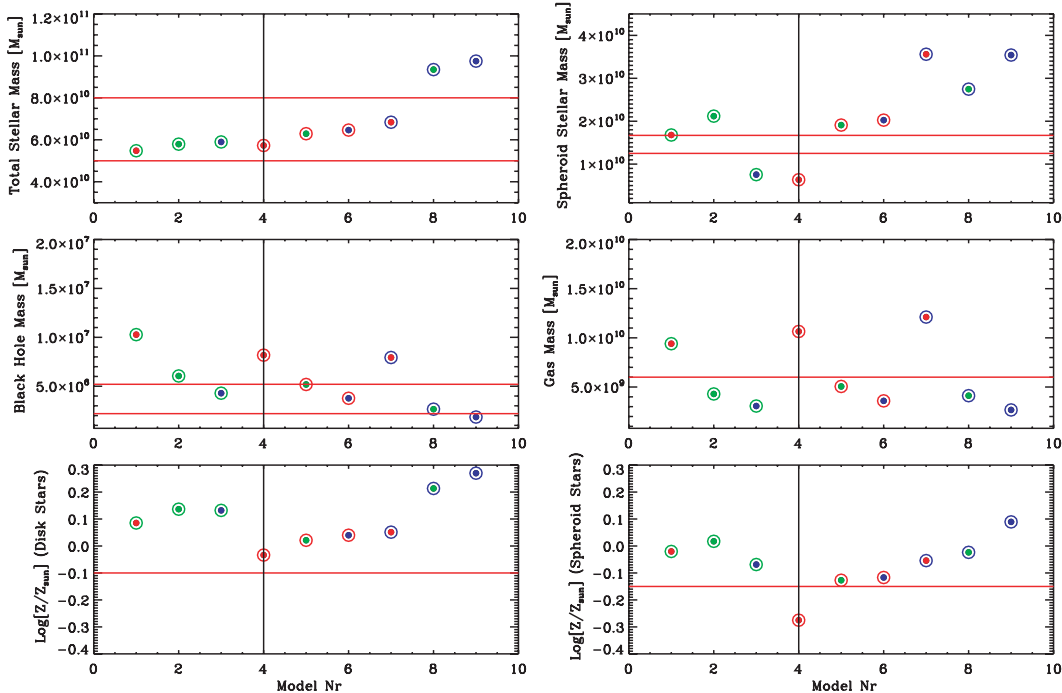 Total Stellar Mass [M_sun]
1.2×10¹¹
1.0×10¹¹
8.0×10¹⁰
6.0×10¹⁰
4.0×10¹⁰
0 2 4 6 8 10
Spheroid Stellar Mass [M_sun]
4×10¹⁰
3×10¹⁰
2×10¹⁰
1×10¹⁰
0 2 4 6 8 10
Black Hole Mass [M_sun]
2.0×10⁷
1.5×10⁷
1.0×10⁷
5.0×10⁶
0 2 4 6 8 10
Gas Mass [M_sun]
2.0×10¹⁰
1.5×10¹⁰
1.0×10¹⁰
5.0×10⁹
0 2 4 6 8 10
Log[Z/Z_sun] (Disk Stars)
0.3
0.2
0.1
0.0
-0.1
-0.2
-0.3
-0.4
0 2 4 6 8 10
Model Nr
Log[Z/Z_sun] (Spheroid Stars)
0.3
0.2
0.1
0.0
-0.1
-0.2
-0.3
-0.4
0 2 4 6 8 10
Model Nr